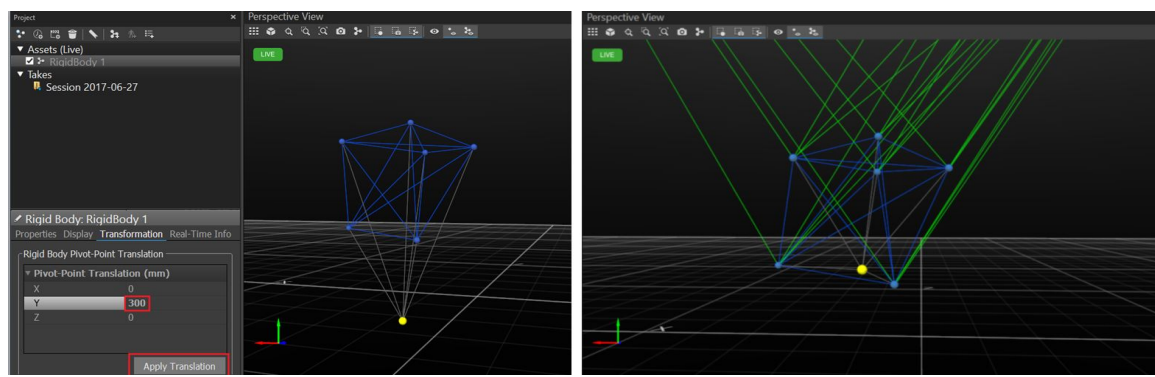 Project
Assets (Live)
RigidBody 1
Takes
Session 2017-06-27
Rigid Body: RigidBody 1
Properties Display Transformation Real-Time Info
Rigid Body Pivot-Point Translation
Pivot-Point Translation (mm)
X 0
Y 300
Z 0
Apply Translation
Perspective View
LIVE
Perspective View
LIVE